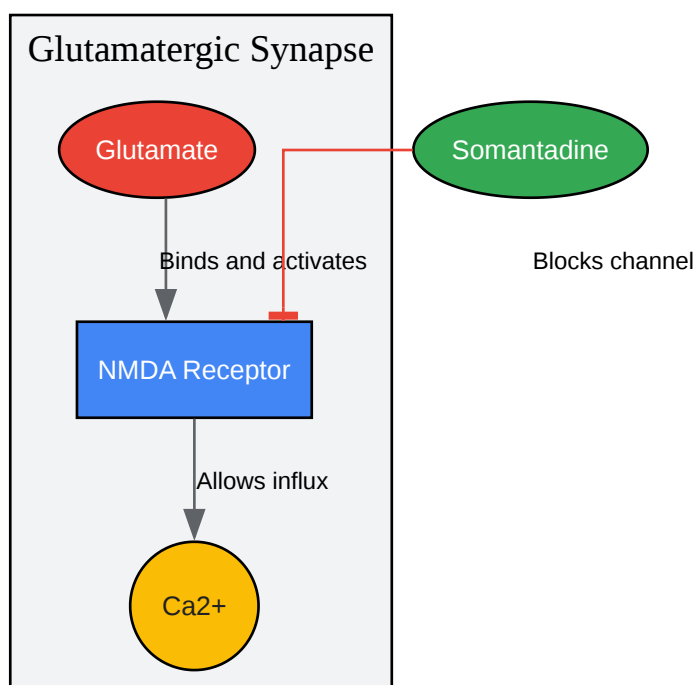 Glutamatergic Synapse
Glutamate
Somantadine
Binds and activates
Blocks channel
NMDA Receptor
Allows influx
Ca2+